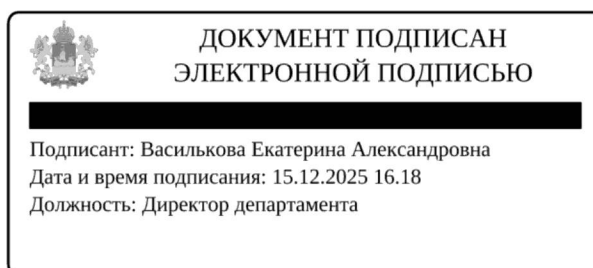 ДОКУМЕНТ ПОДПИСАН
ЭЛЕКТРОННОЙ ПОДПИСЬЮ
Подписант: Василькова Екатерина Александровна
Дата и время подписания: 15.12.2025 16.18
Должность: Директор департамента